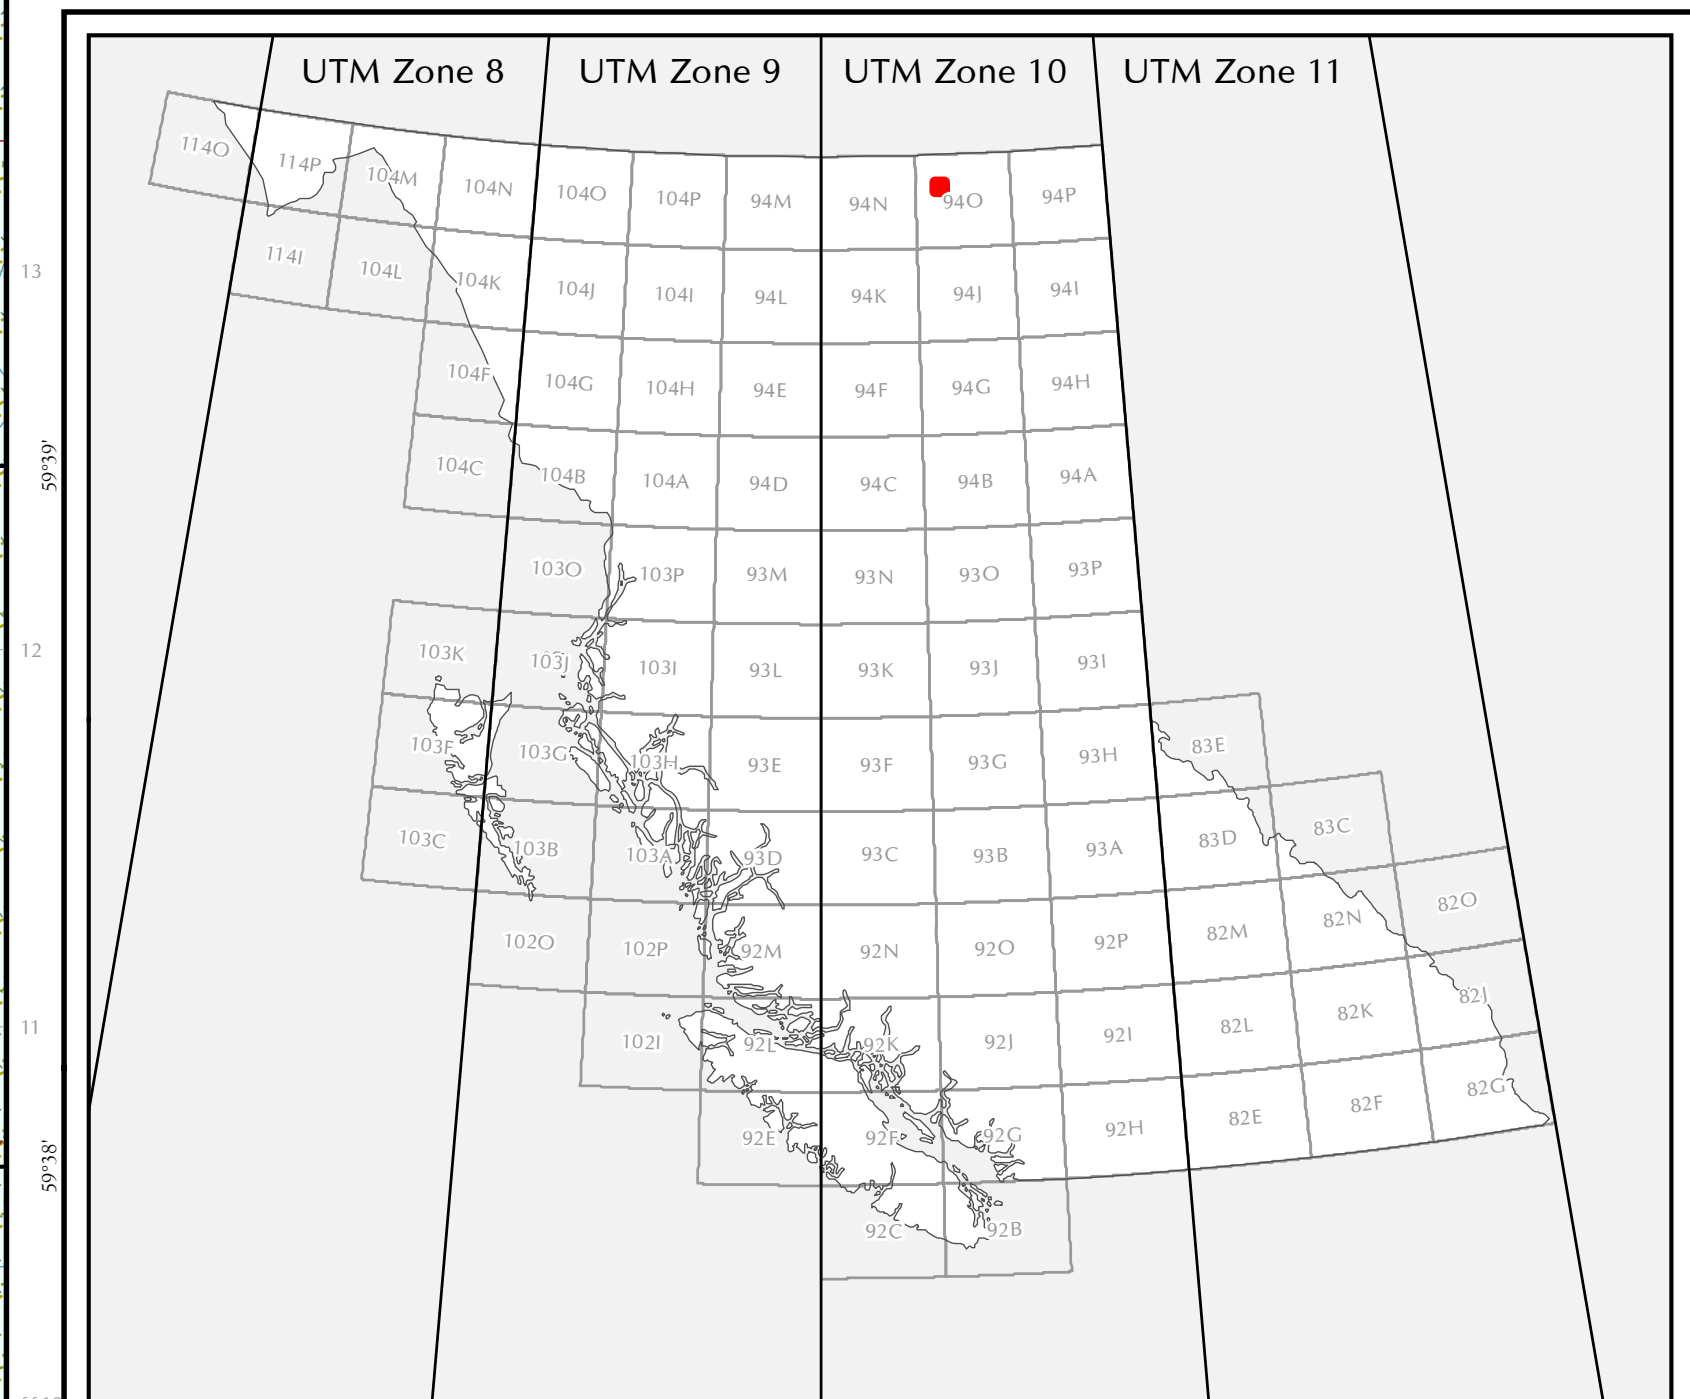 UTM Zone 8 UTM Zone 9 UTM Zone 10 UTM Zone 11
114O 114P 104M 104N 104O 104P 94M 94N 94O 94P
13 114I 104L 104K 104J 104I 94L 94K 94J 94I
104F 104G 104H 94E 94F 94G 94H
59°39' 104C 104B 104A 94D 94C 94B 94A
103O 103P 93M 93N 93O 93P
12 103K 103J 103I 93L 93K 93J 93I
103F 103G 103H 93E 93F 93G 93H 83E
103C 103B 103A 93D 93C 93B 93A 83D 83C
102O 102P 92M 92N 92O 92P 82M 82N 82O
11 102I 92L 92K 92J 92I 82L 82K 82J
59°38' 92E 92F 92G 92H 82E 82F 82G
92C 92B